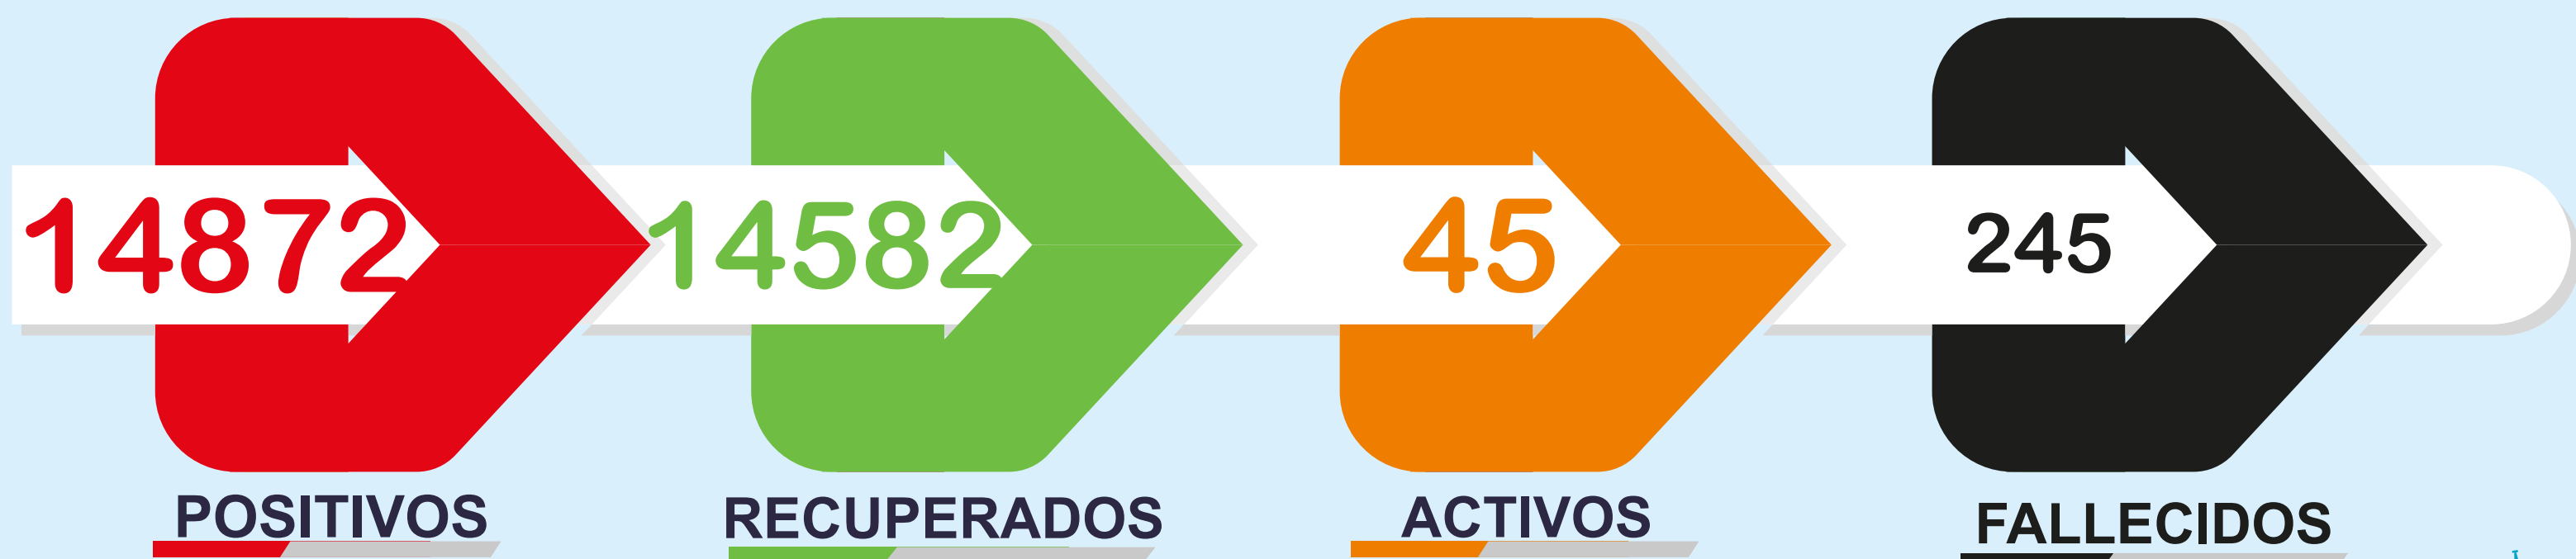 14872
14582
45
245
POSITIVOS
RECUPERADOS
ACTIVOS
FALLECIDOS